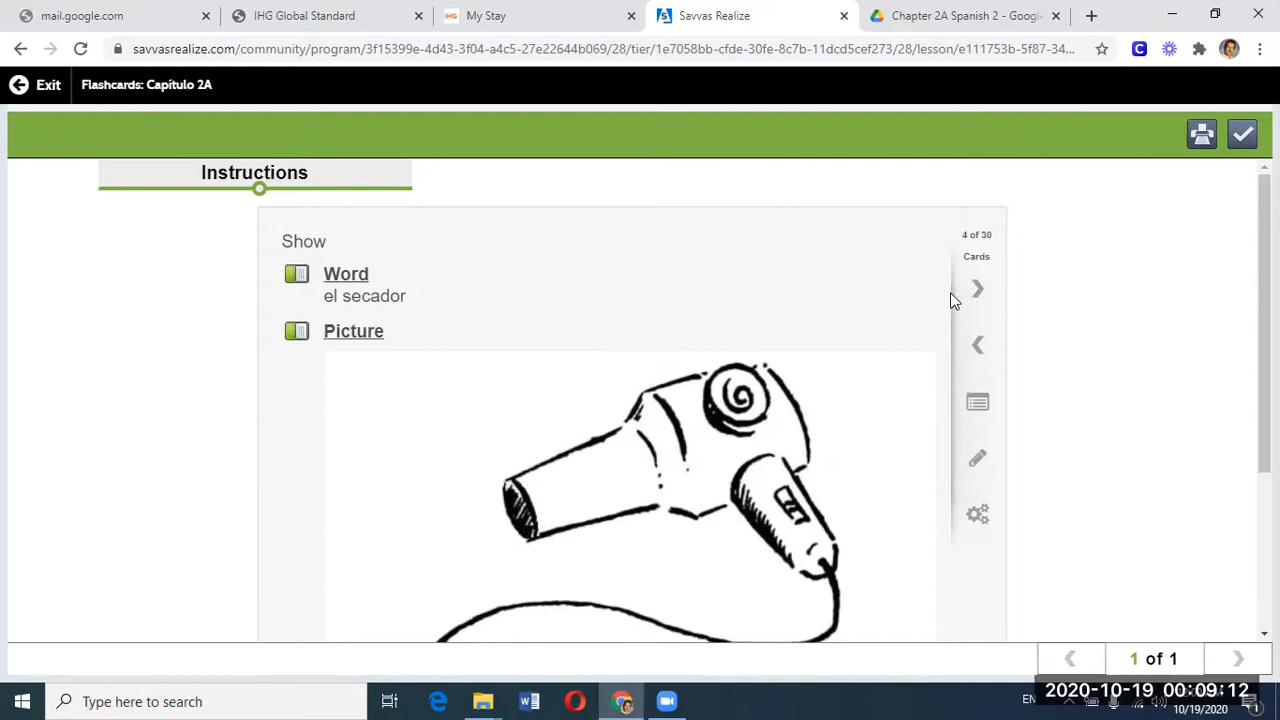 mail.google.com
IHG Global Standard
IHG
My Stay
Savvas Realize
Chapter 2A Spanish 2 - Google
savvasrealize.com/community/program/3f15399e-4d43-3f04-a4c5-27e22644b069/28/tier/1e7058bb-cfde-30fe-8c7b-11dcd5cef273/28/lesson/e111753b-5f87-34...
Exit
Flashcards: Capítulo 2A
Instructions
Show
4 of 30
Cards
Word
el secador
Picture
1 of 1
Type here to search
EN
2020-10-19 00:09:12
10/19/2020